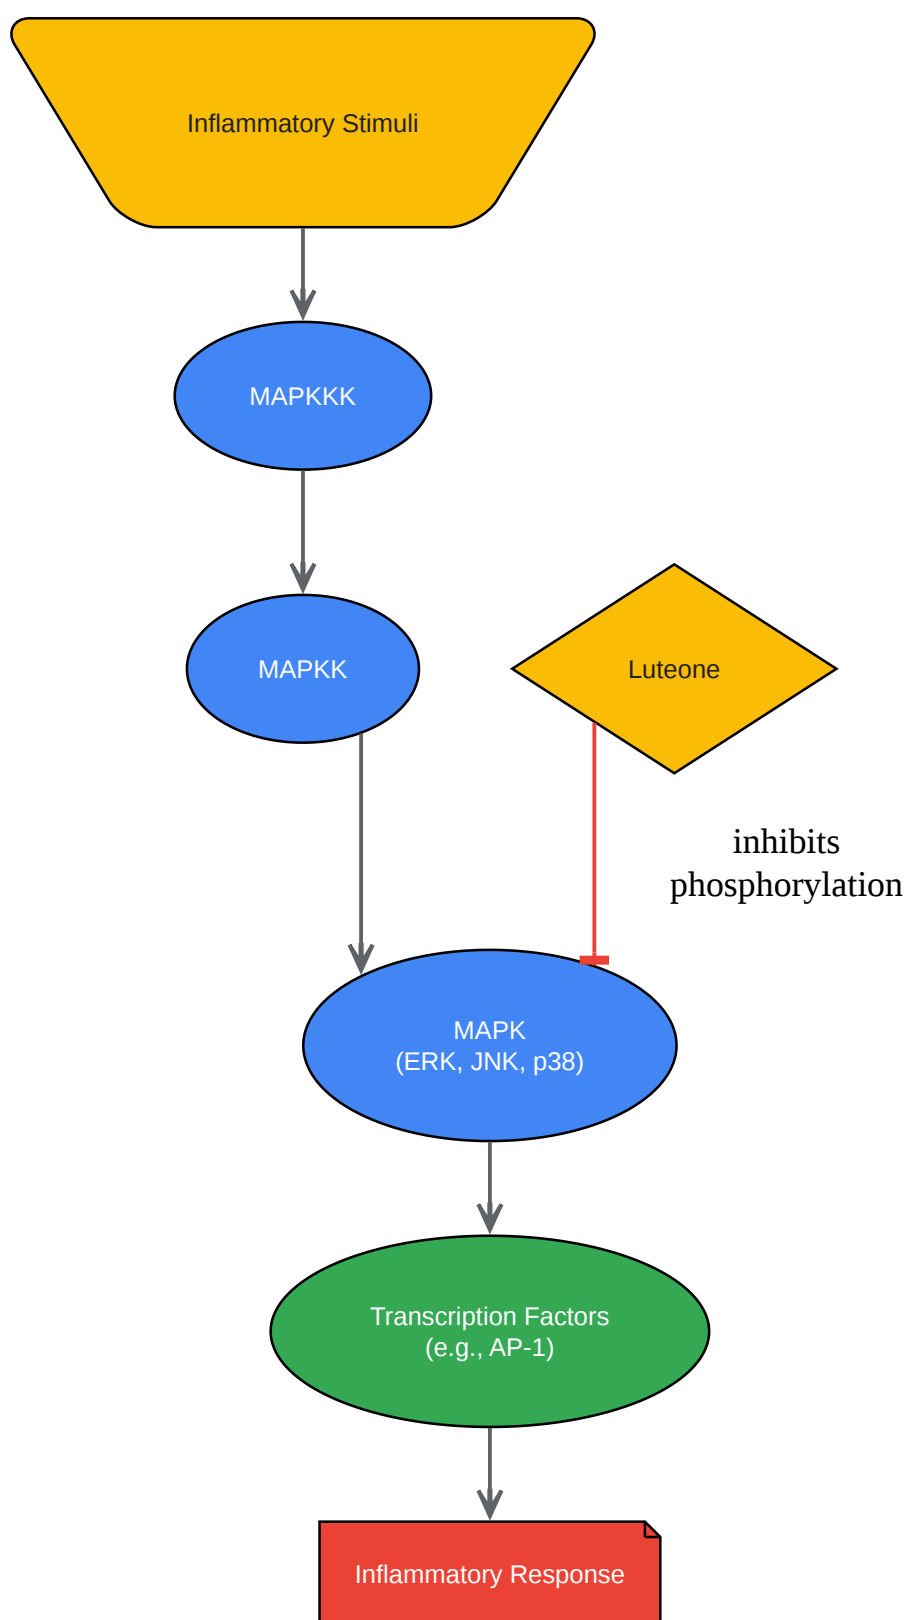 Inflammatory Stimuli
MAPKKK
MAPKK
Luteone
inhibits
phosphorylation
MAPK
(ERK, JNK, p38)
Transcription Factors
(e.g., AP-1)
Inflammatory Response